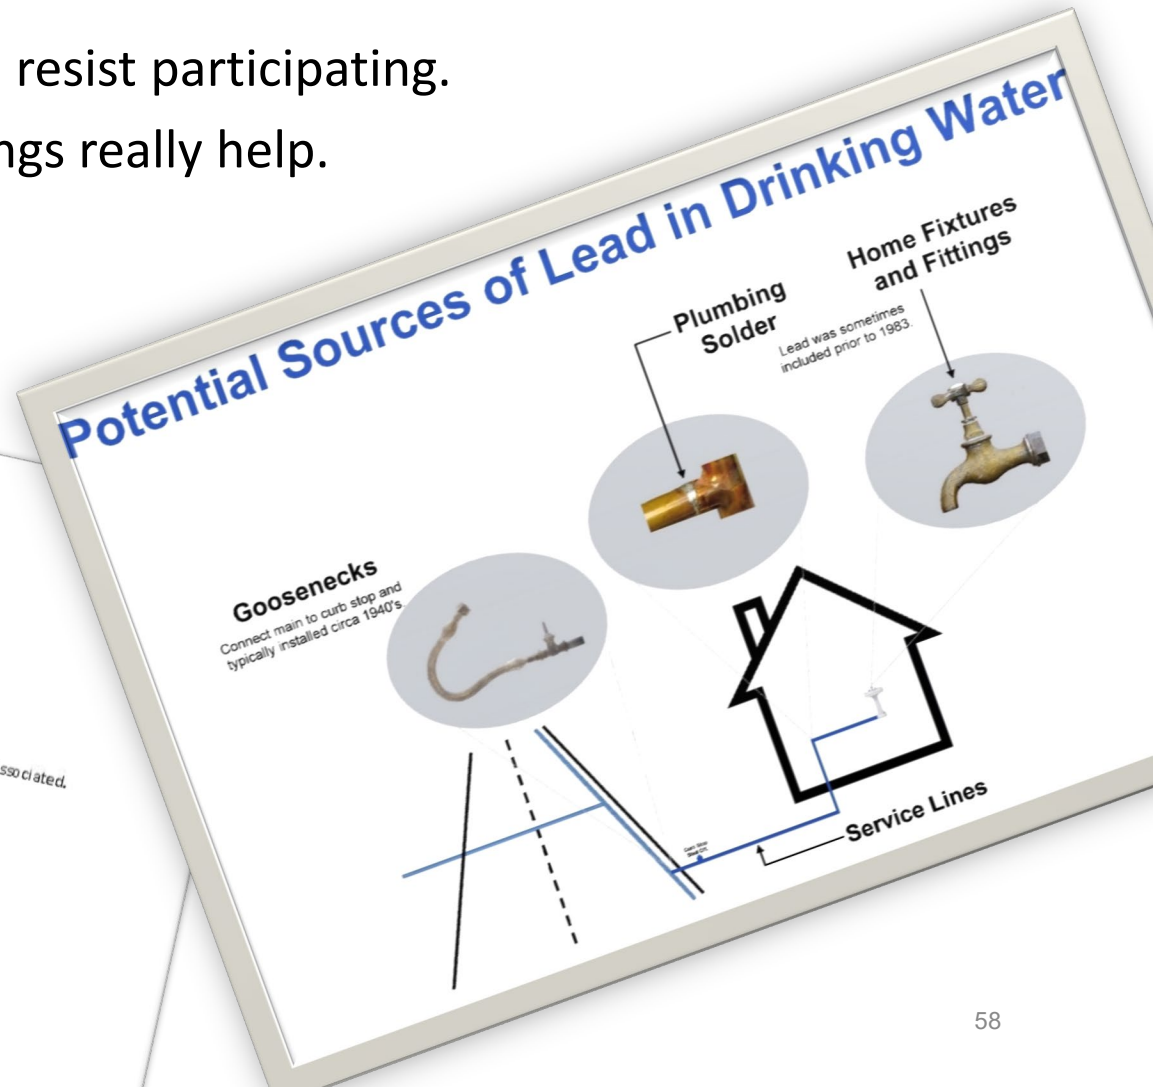 resist participating.
ngs really help.
Potential Sources of Lead in Drinking Water
Home Fixtures
and Fittings
Lead was sometimes
included prior to 1983.
Plumbing
Solder
Goosenecks
Connect main to curb stop and
typically installed circa 1940's.
ssociated.
Service Lines
58